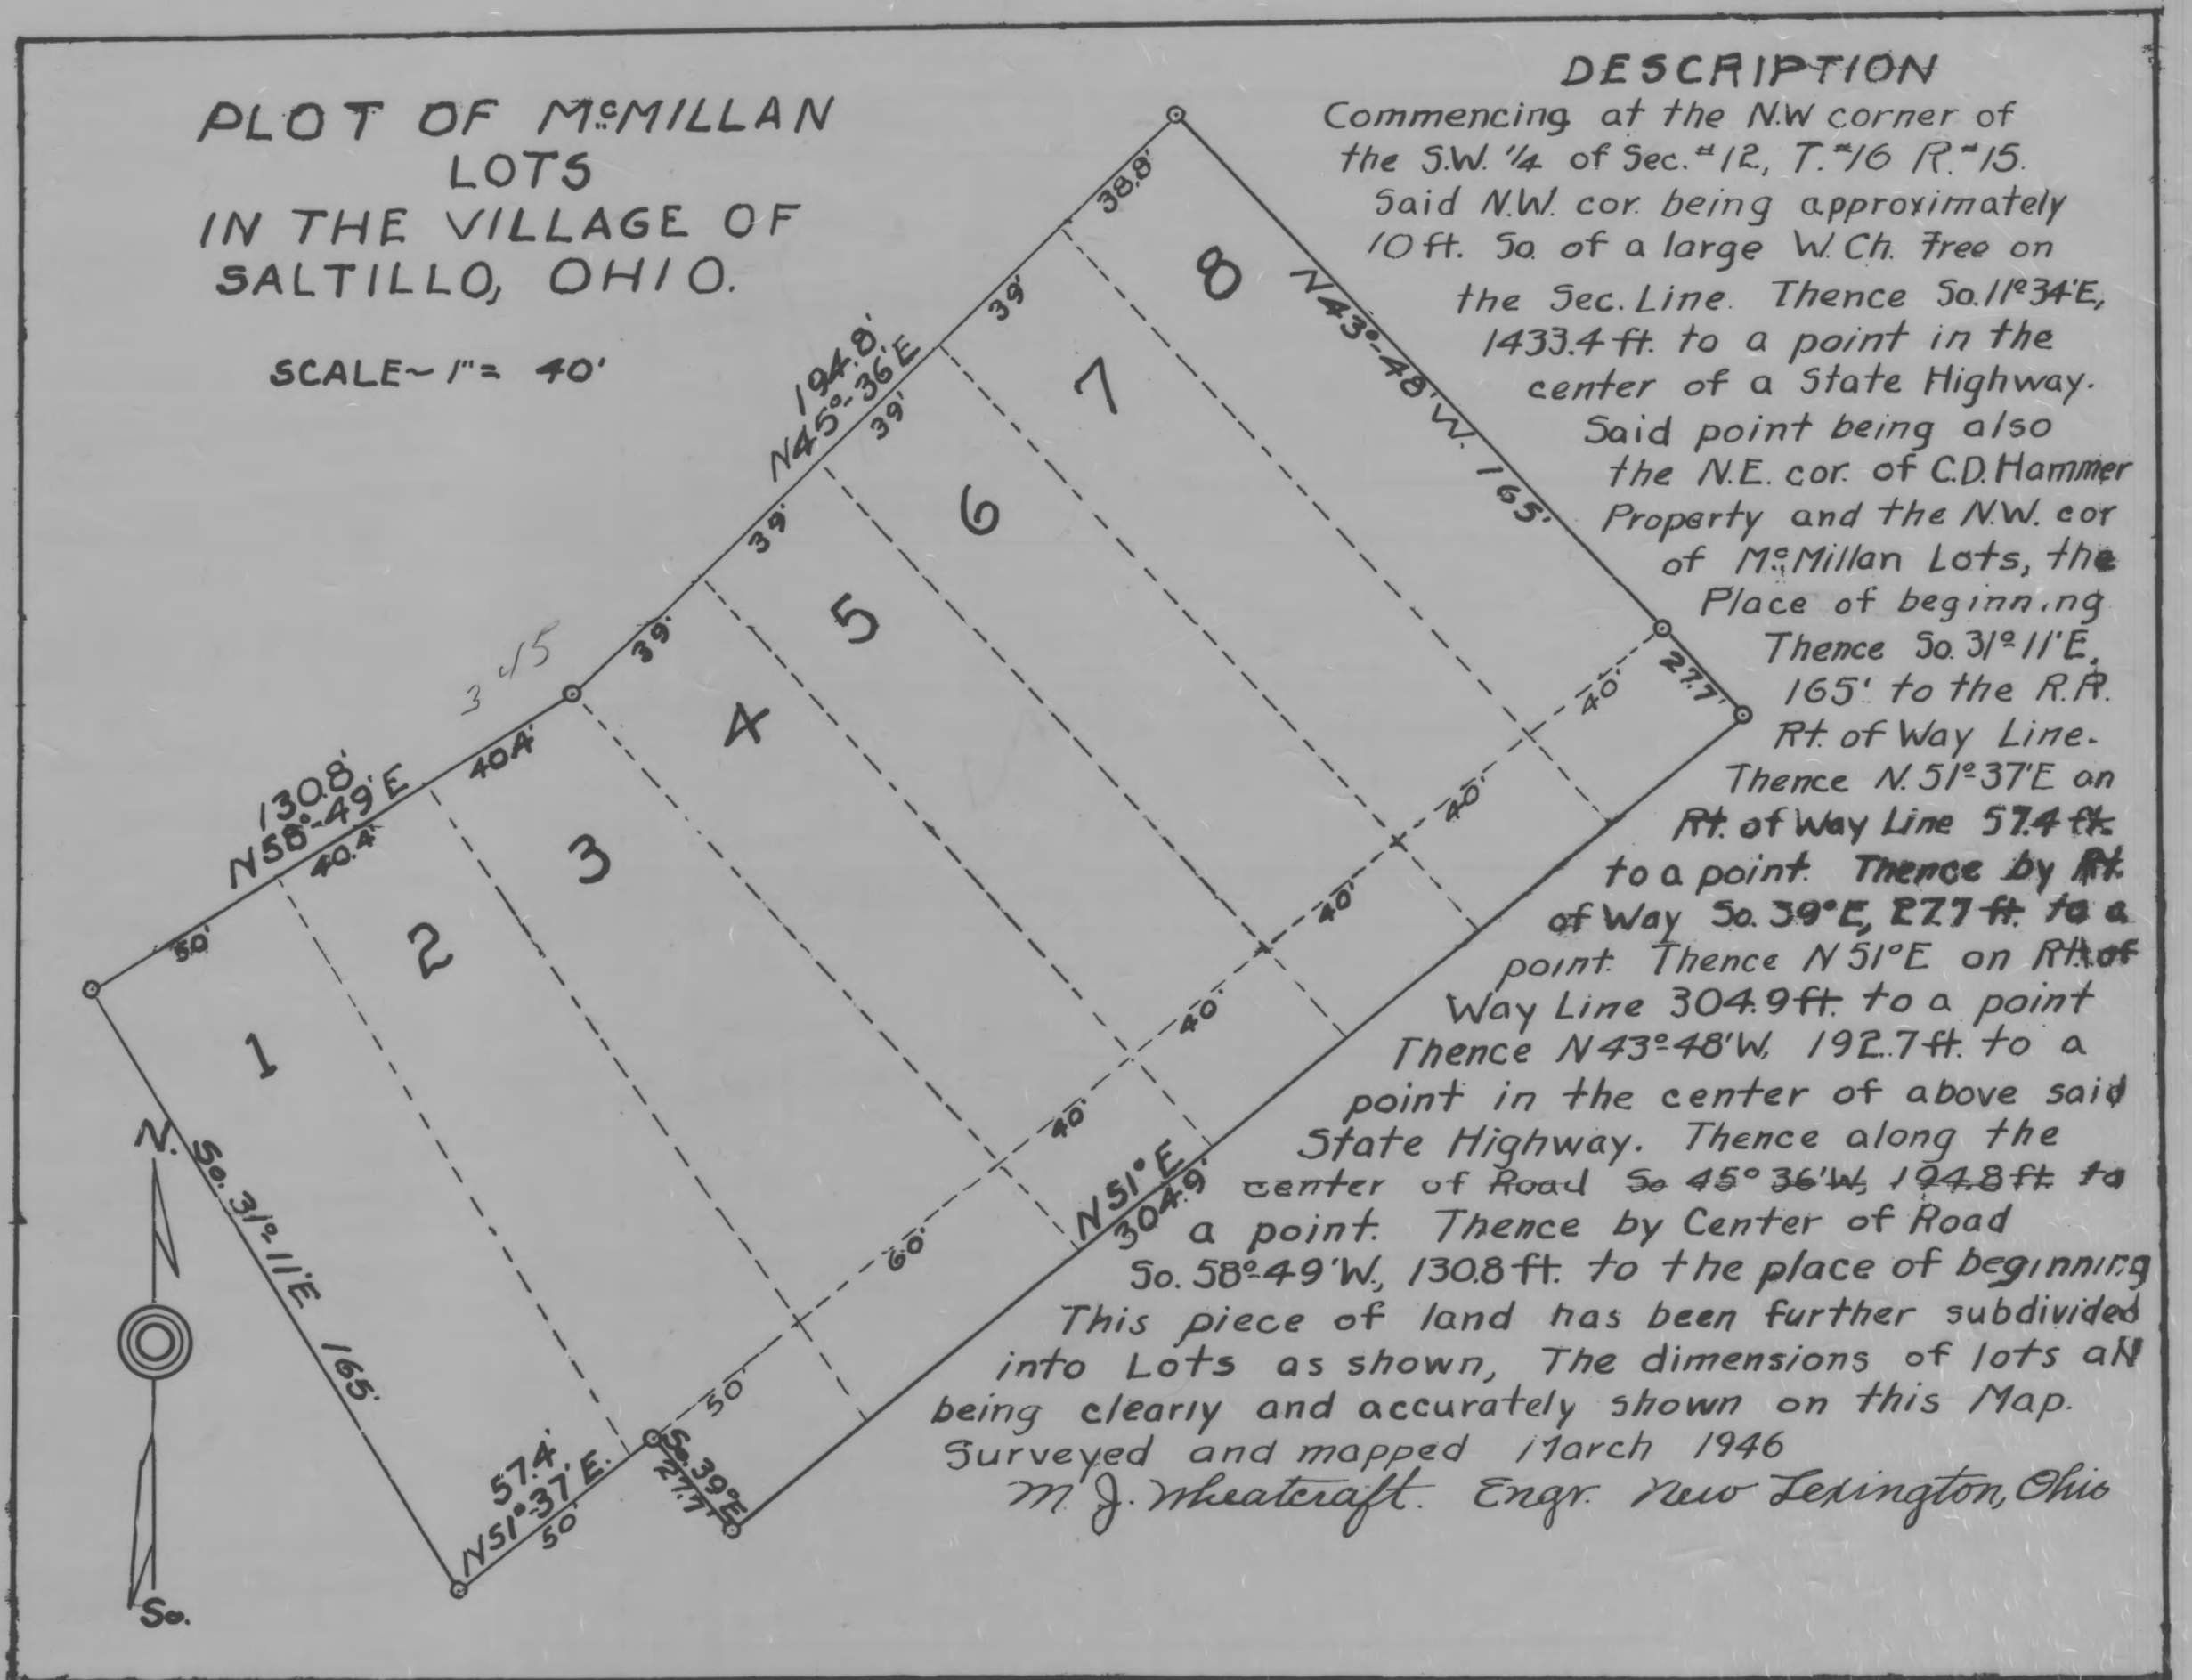 PLOT OF McMILLAN
LOTS
IN THE VILLAGE OF
SALTILLO, OHIO.
SCALE~ 1"= 40'
DESCRIPTION
Commencing at the N.W corner of
the S.W. 1/4 of Sec. #12, T.#16 R.#15.
Said N.W. cor. being approximately
10 ft. So. of a large W. Ch. Tree on
the Sec. Line. Thence So. 11°34'E,
1433.4 ft. to a point in the
center of a State Highway.
Said point being also
the N.E. cor. of C.D. Hammer
Property and the N.W. cor
of McMillan Lots, the
Place of beginning
Thence So. 31°11'E,
165' to the R.R.
Rt. of Way Line.
Thence N. 51°37'E on
Rt. of Way Line 57.4 ft.
to a point. Thence by Rt.
of Way So. 39°E, 27.7 ft. to a
point. Thence N 51°E on Rt. of
Way Line 304.9 ft. to a point
Thence N 43°48'W, 192.7 ft. to a
point in the center of above said
State Highway. Thence along the
center of Road So 45° 36'W, 194.8 ft to
a point. Thence by Center of Road
So. 58°-49'W., 130.8 ft. to the place of beginning
This piece of land has been further subdivided
into Lots as shown, The dimensions of lots all
being clearly and accurately shown on this Map.
Surveyed and mapped March 1946
M. J. Wheatcraft. Engr. New Lexington, Ohio
38.8'
39'
39'
39'
39'
194.8'
N45°-36'E
8
7
6
5
4
3
2
1
N43°-48'W. 165'
27.7'
3 45
130.8'
N58°-49'E
40.4'
40.4'
50'
40'
40'
40'
40'
40'
60'
50'
N51°E
304.9'
So. 39°E
27.7'
57.4'
N51°-37'E.
50'
So. 31°-11'E 165'
N.
So.